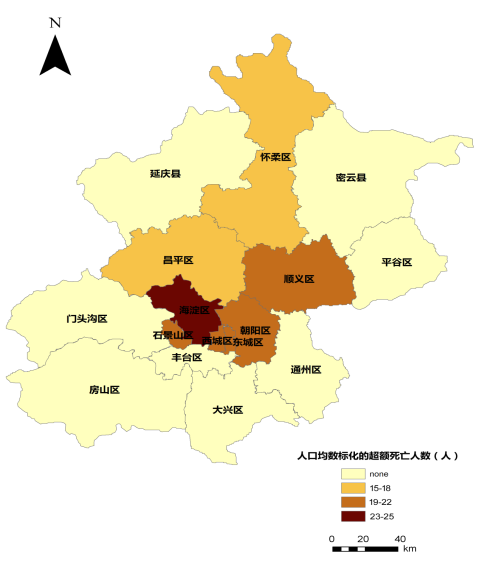 N
怀柔区
延庆县
密云县
昌平区
平谷区
顺义区
海淀区
门头沟区
朝阳区
石景山区
西城区
东城区
丰台区
通州区
房山区
大兴区
人口均数标化的超额死亡人数（人）
none
15-18
19-22
23-25
0 20 40
km